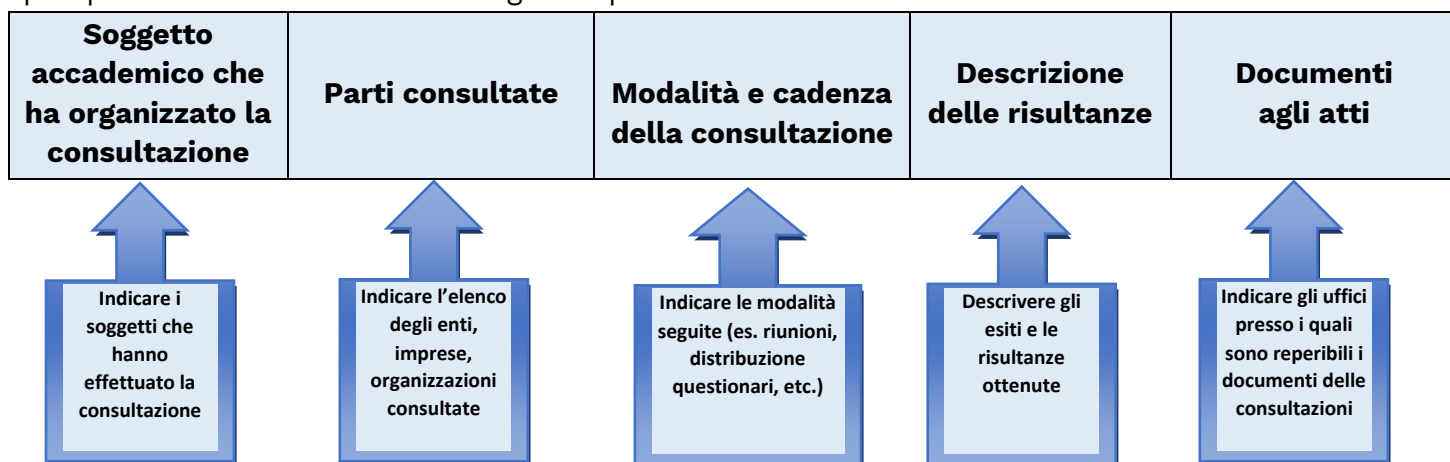 Soggetto
accademico che
ha organizzato la
consultazione
Parti consultate
Modalità e cadenza
della consultazione
Descrizione
delle risultanze
Documenti
agli atti
Indicare i
soggetti che
hanno
effettuato la
consultazione
Indicare l’elenco
degli enti,
imprese,
organizzazioni
consultate
Indicare le modalità
seguite (es. riunioni,
distribuzione
questionari, etc.)
Descrivere gli
esiti e le
risultanze
ottenute
Indicare gli uffici
presso i quali
sono reperibili i
documenti delle
consultazioni